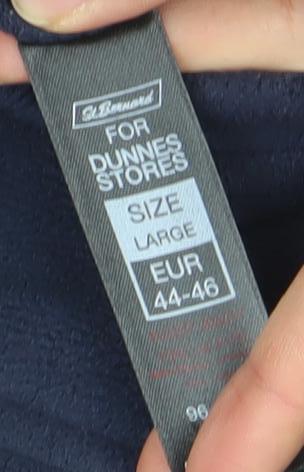 St. Bernard
FOR
DUNNES
STORES
SIZE
LARGE
EUR
44-46
96